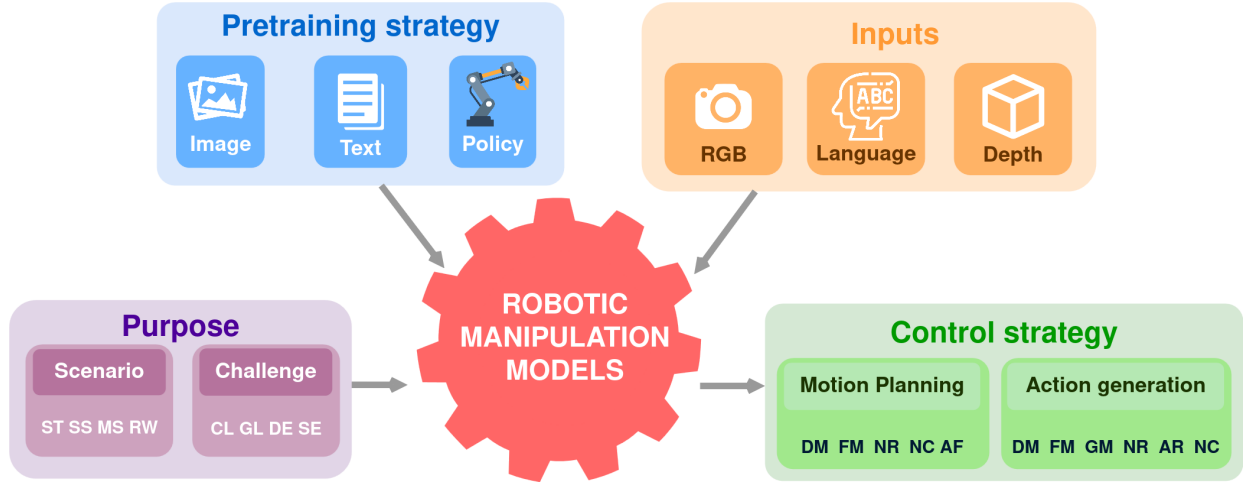 Pretraining strategy
Image
Text
Policy
Inputs
RGB
ABC
Language
Depth
ROBOTIC
MANIPULATION
MODELS
Purpose
Scenario
ST SS MS RW
Challenge
CL GL DE SE
Control strategy
Motion Planning
DM FM NR NC AF
Action generation
DM FM GM NR AR NC